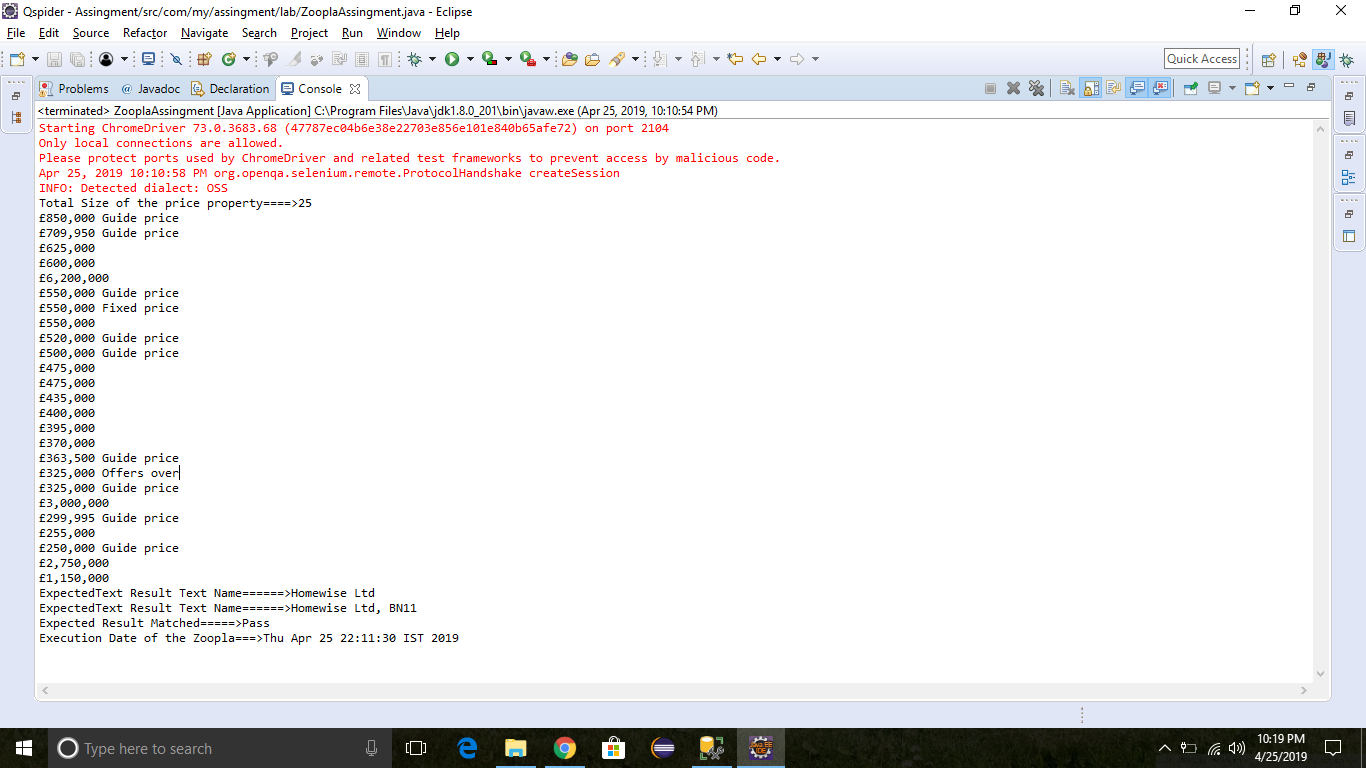 Qspider - Assingment/src/com/my/assingment/lab/ZooplaAssingment.java - Eclipse
File Edit Source Refactor Navigate Search Project Run Window Help
Quick Access
Problems @ Javadoc Declaration Console
<terminated> ZooplaAssingment [Java Application] C:\Program Files\Java\jdk1.8.0_201\bin\javaw.exe (Apr 25, 2019, 10:10:54 PM)
Starting ChromeDriver 73.0.3683.68 (47787ec04b6e38e22703e856e101e840b65afe72) on port 2104
Only local connections are allowed.
Please protect ports used by ChromeDriver and related test frameworks to prevent access by malicious code.
Apr 25, 2019 10:10:58 PM org.openqa.selenium.remote.ProtocolHandshake createSession
INFO: Detected dialect: OSS
Total Size of the price property====>25
£850,000 Guide price
£709,950 Guide price
£625,000
£600,000
£6,200,000
£550,000 Guide price
£550,000 Fixed price
£550,000
£520,000 Guide price
£500,000 Guide price
£475,000
£475,000
£435,000
£400,000
£395,000
£370,000
£363,500 Guide price
£325,000 Offers over
£325,000 Guide price
£3,000,000
£299,995 Guide price
£255,000
£250,000 Guide price
£2,750,000
£1,150,000
ExpectedText Result Text Name======>Homewise Ltd
ExpectedText Result Text Name======>Homewise Ltd, BN11
Expected Result Matched=====>Pass
Execution Date of the Zoopla===>Thu Apr 25 22:11:30 IST 2019
Type here to search
10:19 PM
4/25/2019